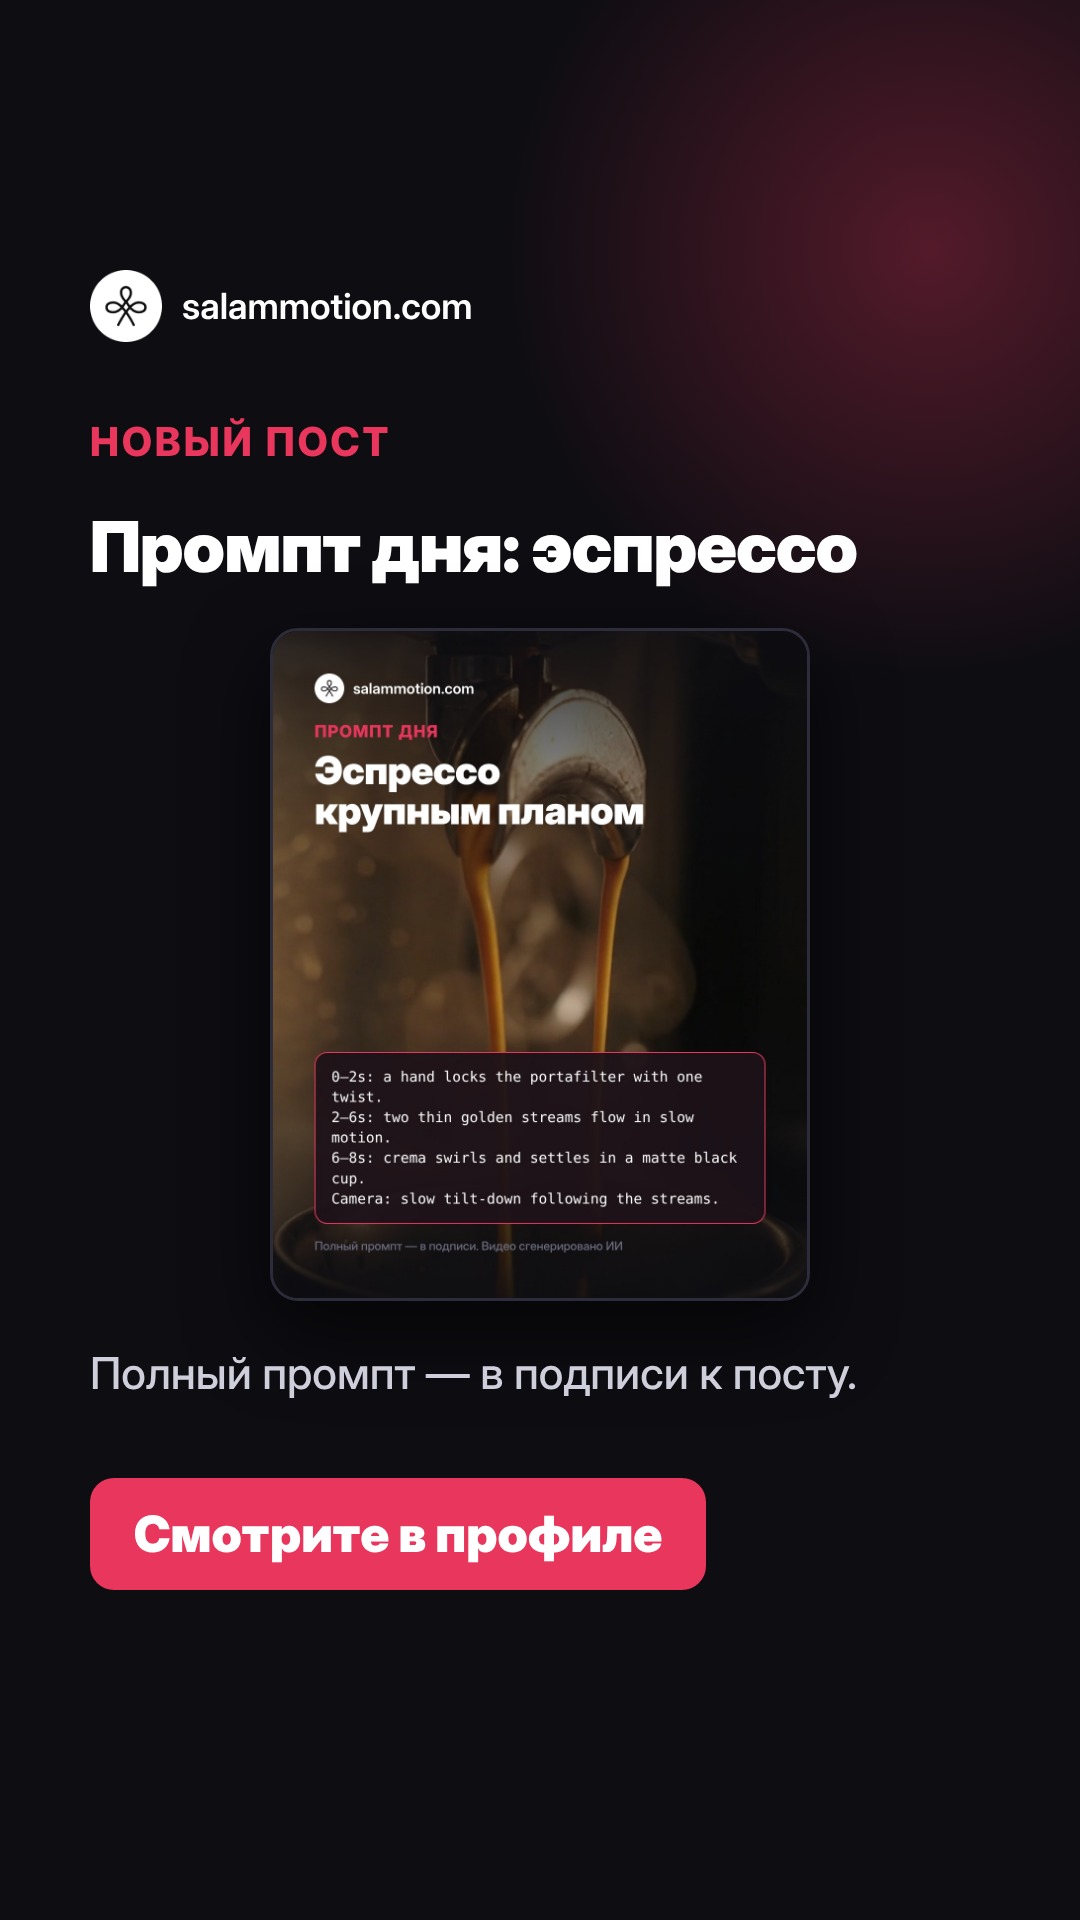 salammotion.com
НОВЫЙ ПОСТ
Промпт дня: эспрессо
salammotion.com
ПРОМПТ ДНЯ
Эспрессо
крупным планом
0–2s: a hand locks the portafilter with one
twist.
2–6s: two thin golden streams flow in slow
motion.
6–8s: crema swirls and settles in a matte black
cup.
Camera: slow tilt-down following the streams.
Полный промпт — в подписи. Видео сгенерировано ИИ
Полный промпт — в подписи к посту.
Смотрите в профиле